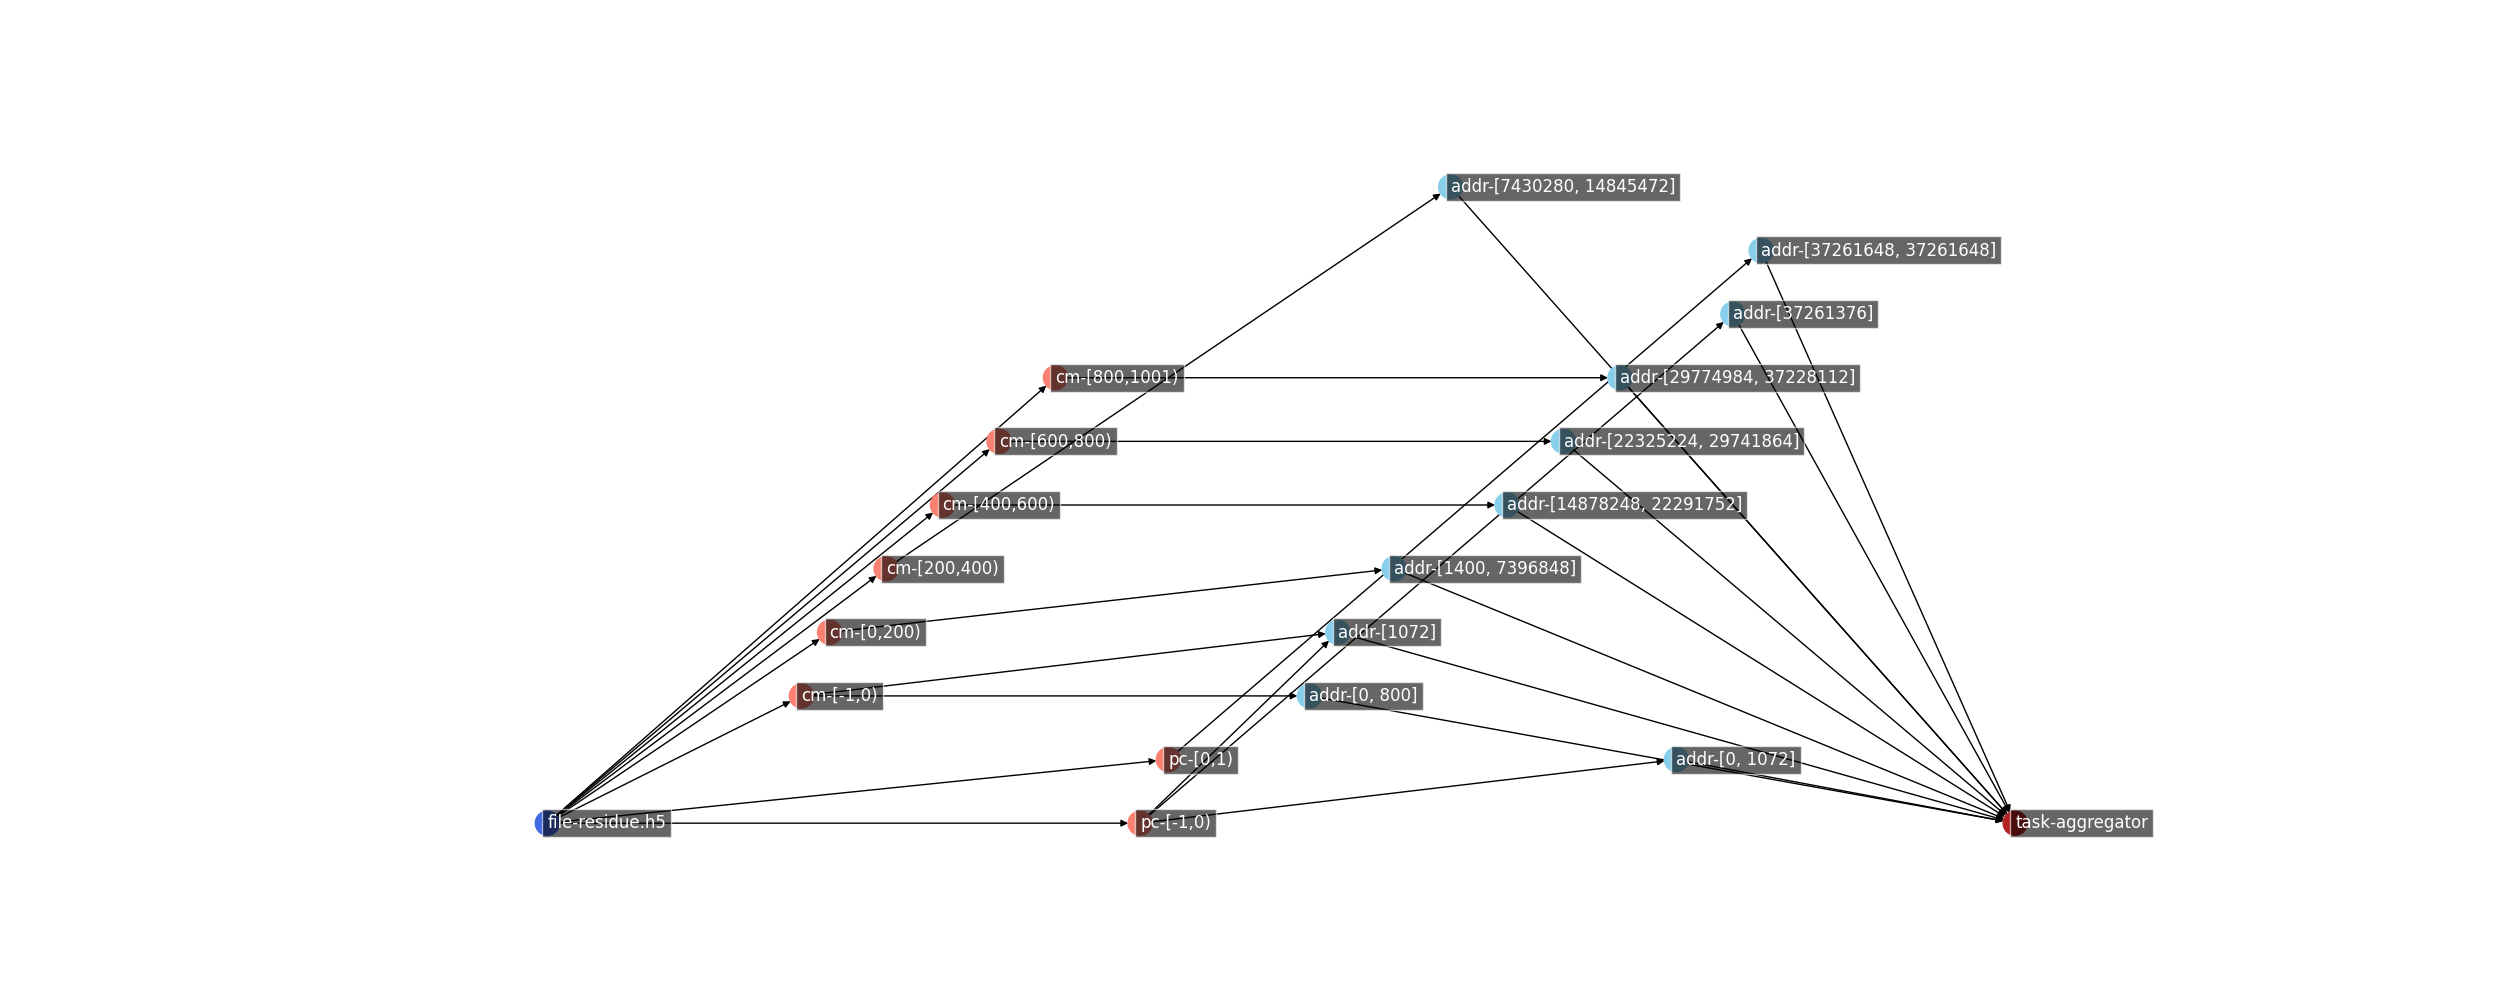 addr-[7430280, 14845472]
addr-[37261648, 37261648]
addr-[37261376]
cm-[800,1001)
addr-[29774984, 37228112]
cm-[600,800)
addr-[22325224, 29741864]
cm-[400,600)
addr-[14878248, 22291752]
cm-[200,400)
addr-[1400, 7396848]
cm-[0,200)
addr-[1072]
cm-[-1,0)
addr-[0, 800]
pc-[0,1)
addr-[0, 1072]
file-residue.h5
pc-[-1,0)
task-aggregator